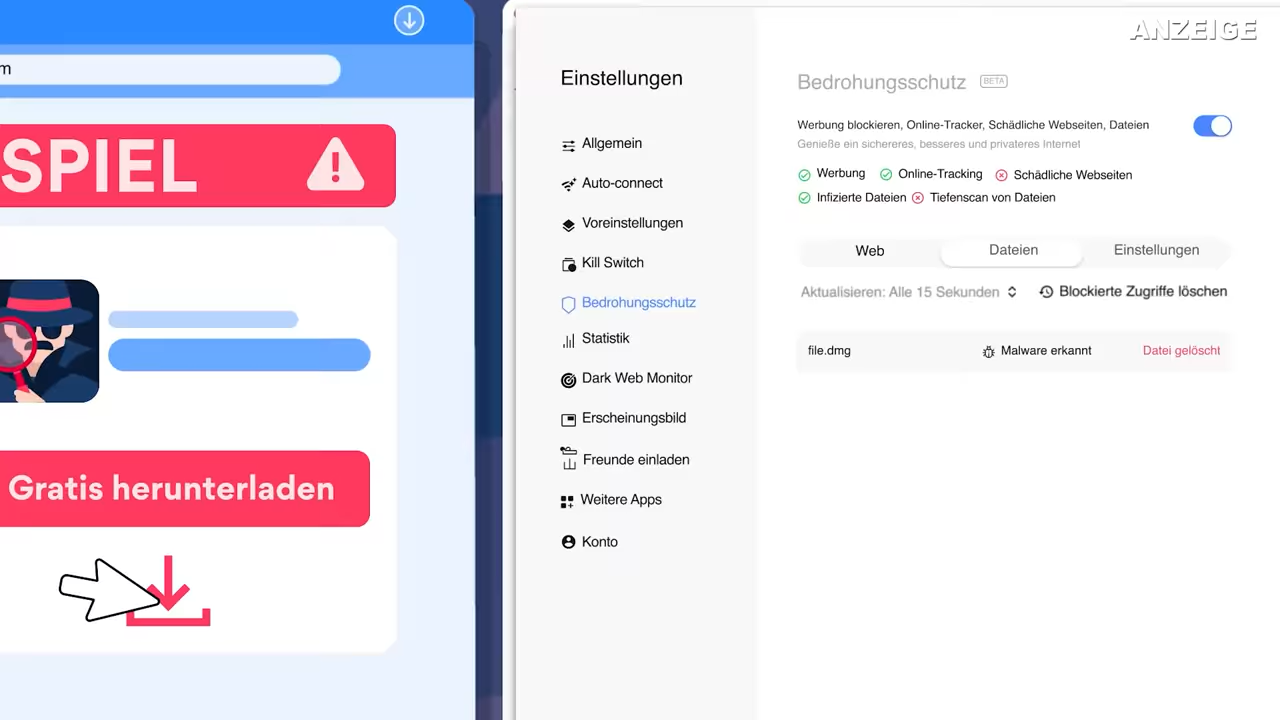 ANZEIGE
m
SPIEL
Gratis herunterladen
Einstellungen
Allgemein
Auto-connect
Voreinstellungen
Kill Switch
Bedrohungsschutz
Statistik
Dark Web Monitor
Erscheinungsbild
Freunde einladen
Weitere Apps
Konto
Bedrohungsschutz BETA
Werbung blockieren, Online-Tracker, Schädliche Webseiten, Dateien
Genieße ein sichereres, besseres und privateres Internet
Werbung Online-Tracking Schädliche Webseiten
Infizierte Dateien Tiefenscan von Dateien
Web Dateien Einstellungen
Aktualisieren: Alle 15 Sekunden Blockierte Zugriffe löschen
file.dmg Malware erkannt Datei gelöscht